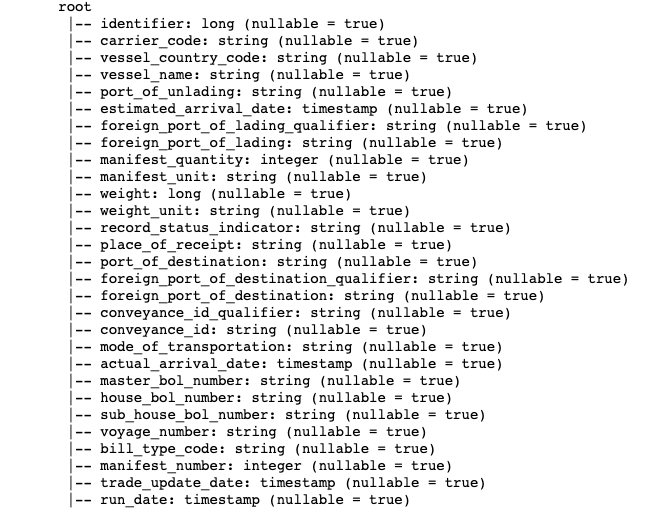 root
|-- identifier: long (nullable = true)
|-- carrier_code: string (nullable = true)
|-- vessel_country_code: string (nullable = true)
|-- vessel_name: string (nullable = true)
|-- port_of_unlading: string (nullable = true)
|-- estimated_arrival_date: timestamp (nullable = true)
|-- foreign_port_of_lading_qualifier: string (nullable = true)
|-- foreign_port_of_lading: string (nullable = true)
|-- manifest_quantity: integer (nullable = true)
|-- manifest_unit: string (nullable = true)
|-- weight: long (nullable = true)
|-- weight_unit: string (nullable = true)
|-- record_status_indicator: string (nullable = true)
|-- place_of_receipt: string (nullable = true)
|-- port_of_destination: string (nullable = true)
|-- foreign_port_of_destination_qualifier: string (nullable = true)
|-- foreign_port_of_destination: string (nullable = true)
|-- conveyance_id_qualifier: string (nullable = true)
|-- conveyance_id: string (nullable = true)
|-- mode_of_transportation: string (nullable = true)
|-- actual_arrival_date: timestamp (nullable = true)
|-- master_bol_number: string (nullable = true)
|-- house_bol_number: string (nullable = true)
|-- sub_house_bol_number: string (nullable = true)
|-- voyage_number: string (nullable = true)
|-- bill_type_code: string (nullable = true)
|-- manifest_number: integer (nullable = true)
|-- trade_update_date: timestamp (nullable = true)
|-- run_date: timestamp (nullable = true)